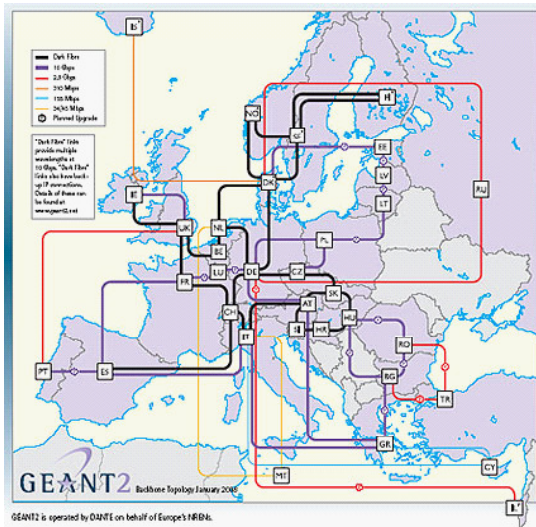 IS*
Dark Fibre
10 Gbps
2,5 Gbps
310 Mbps
155 Mbps
34/45 Mbps
Planned Upgrade
"Dark Fibre" links
provide multiple
wavelengths at
10 Gbps. "Dark Fibre"
links also have back-
up IP connections.
Details of these can
be found at
www.geant2.net
NO*
FI*
EE
LV
LT
RU
DK
IE
UK
NL
BE
LU
DE
PL
CZ
FR
SK
CH
AT
HU
IT
SI
HR
RO
PT
ES
BG
TR
GR
CY
MT
IL*
GEANT2
Backbone Topology January 2008
GEANT2 is operated by DANTE on behalf of Europe's NRENs.